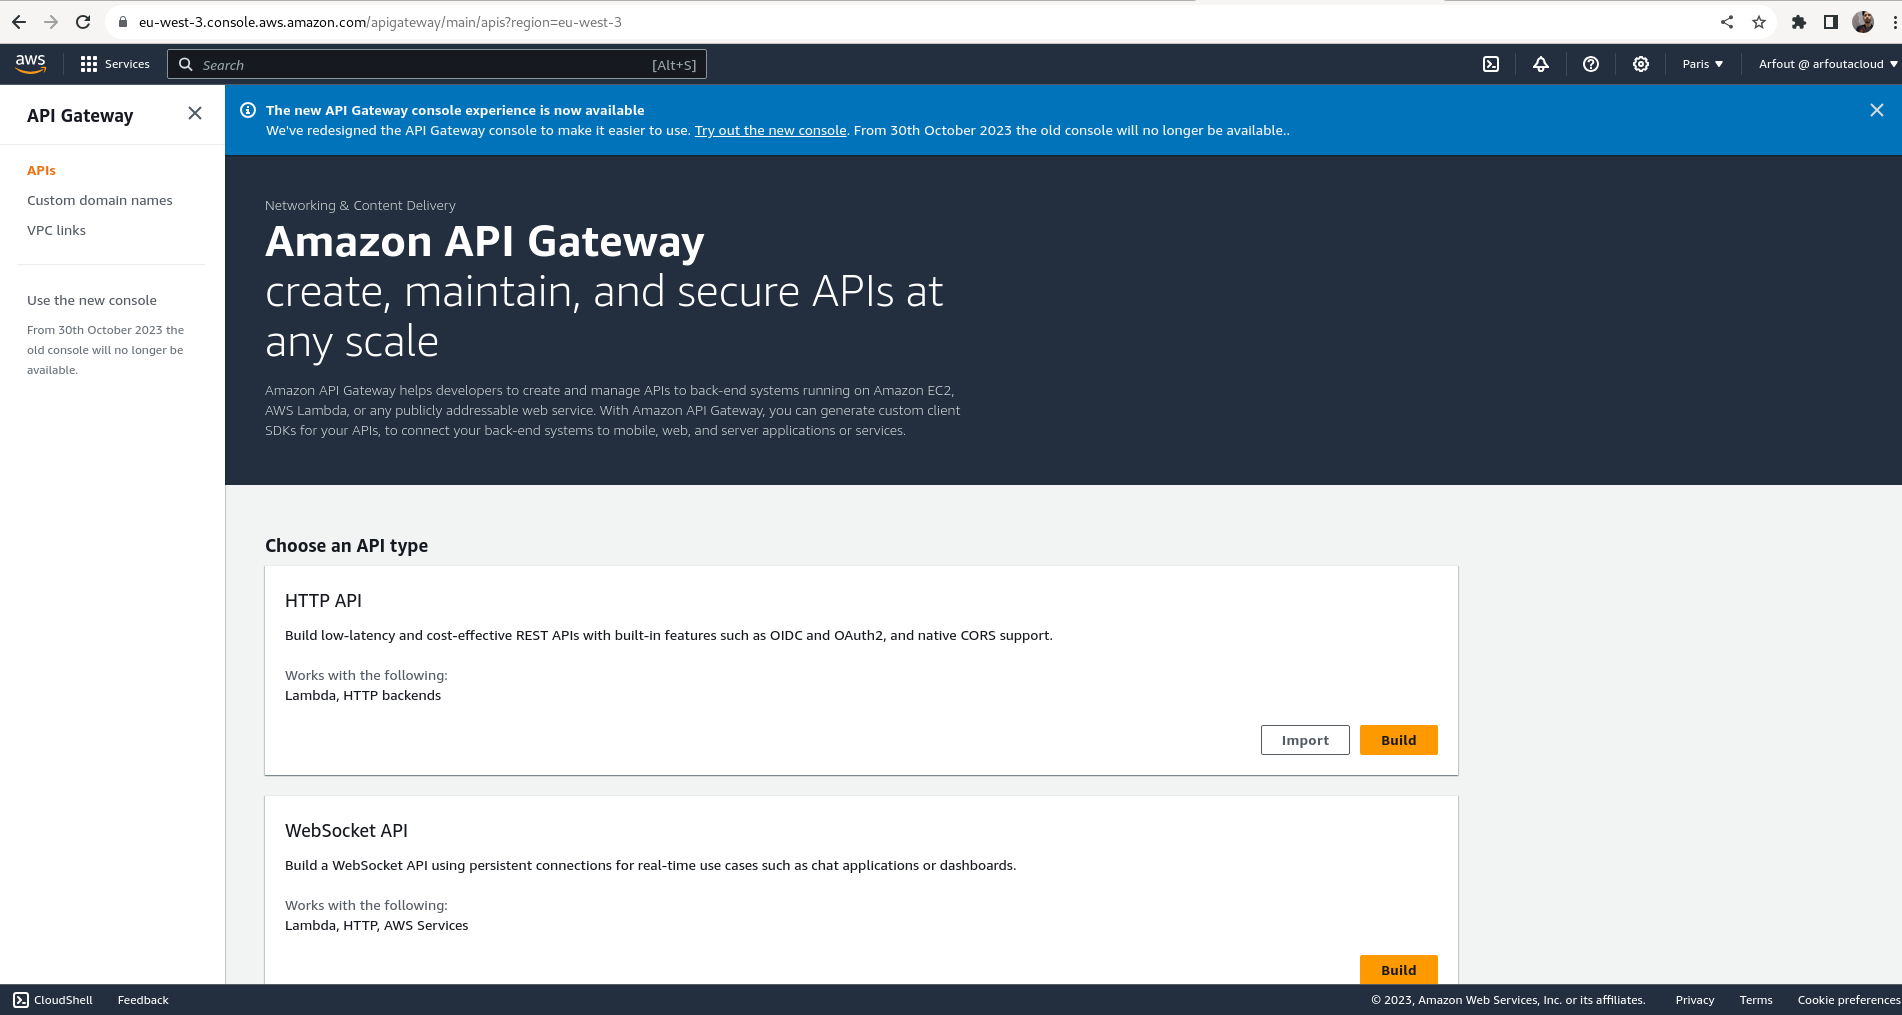 eu-west-3.console.aws.amazon.com/apigateway/main/apis?region=eu-west-3
aws
Services
Search
[Alt+S]
Paris
Arfout @ arfoutacloud
API Gateway
APIs
Custom domain names
VPC links
Use the new console
From 30th October 2023 the
old console will no longer be
available.
The new API Gateway console experience is now available
We've redesigned the API Gateway console to make it easier to use. Try out the new console. From 30th October 2023 the old console will no longer be available..
Networking & Content Delivery
Amazon API Gateway
create, maintain, and secure APIs at
any scale
Amazon API Gateway helps developers to create and manage APIs to back-end systems running on Amazon EC2,
AWS Lambda, or any publicly addressable web service. With Amazon API Gateway, you can generate custom client
SDKs for your APIs, to connect your back-end systems to mobile, web, and server applications or services.
Choose an API type
HTTP API
Build low-latency and cost-effective REST APIs with built-in features such as OIDC and OAuth2, and native CORS support.
Works with the following:
Lambda, HTTP backends
Import
Build
WebSocket API
Build a WebSocket API using persistent connections for real-time use cases such as chat applications or dashboards.
Works with the following:
Lambda, HTTP, AWS Services
Build
CloudShell
Feedback
© 2023, Amazon Web Services, Inc. or its affiliates.
Privacy
Terms
Cookie preferences